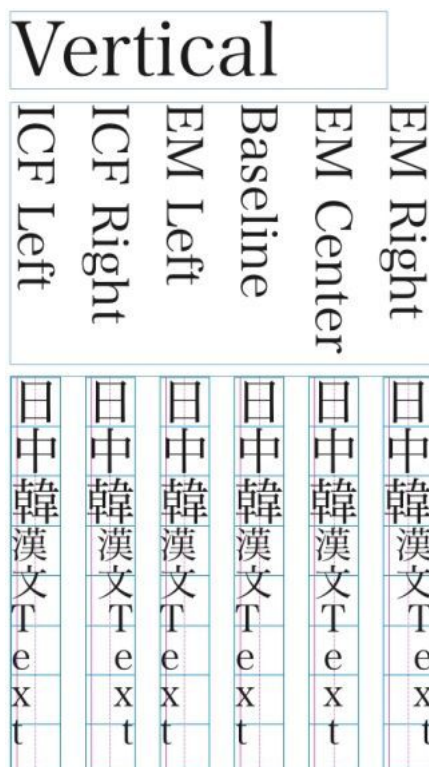 Vertical
ICF Left
ICF Right
EM Left
Baseline
EM Center
EM Right
日中韓漢文Text
日中韓漢文Text
日中韓漢文Text
日中韓漢文Text
日中韓漢文Text
日中韓漢文Text